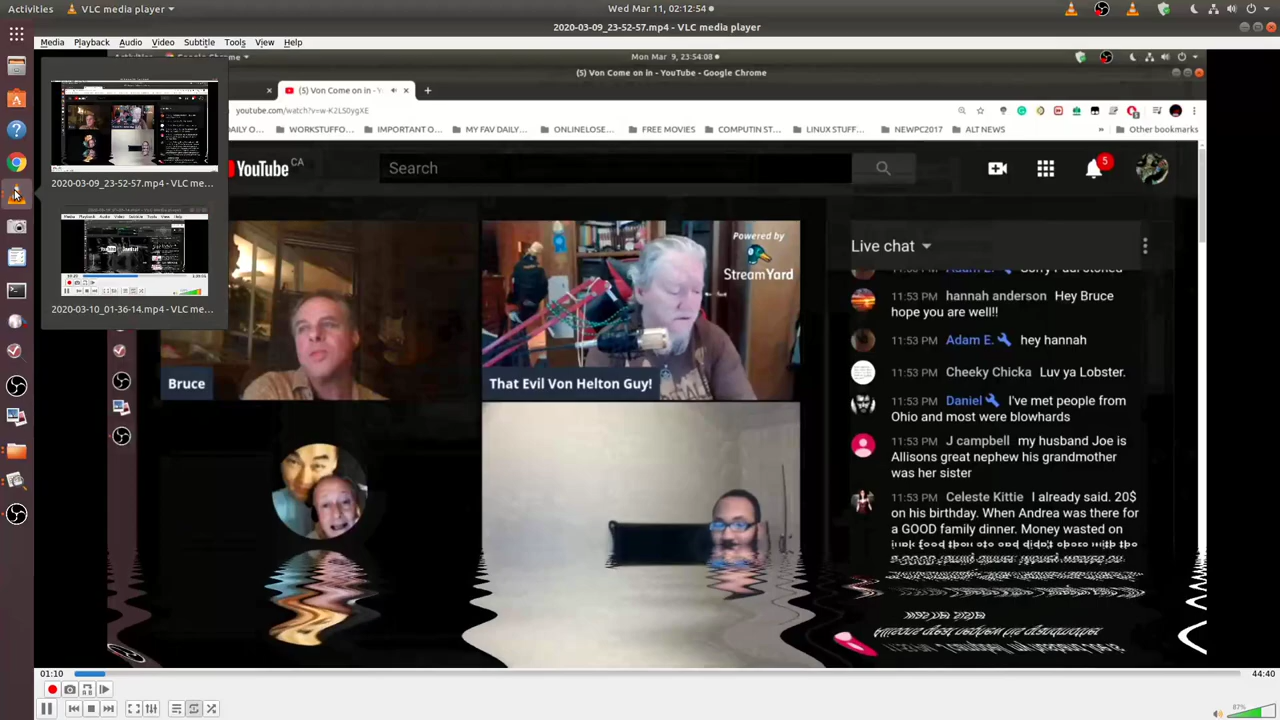 Activities VLC media player Wed Mar 11, 02:12:54
2020-03-09_23-52-57.mp4 - VLC media player
Media Playback Audio Video Subtitle Tools View Help
Mon Mar 9, 23:54:08
(5) Von Come on in - YouTube - Google Chrome
(5) Von Come on in -
youtube.com/watch?v=w-K2LS0ygXE
DAILY O... WORKSTUFFO... IMPORTANT O... MY FAV DAILY... ONLINELOSE... FREE MOVIES COMPUTIN ST... LINUX STUFF... NEWPC2017 ALT NEWS » Other bookmarks
YouTube CA Search 5
2020-03-09_23-52-57.mp4 - VLC me...
2020-03-10_01-36-14.mp4 - VLC me...
Powered by
StreamYard
Bruce
That Evil Von Helton Guy!
Live chat
11:53 PM hannah anderson Hey Bruce
hope you are well!!
11:53 PM Adam E. hey hannah
11:53 PM Cheeky Chicka Luv ya Lobster.
11:53 PM Daniel I've met people from
Ohio and most were blowhards
11:53 PM J campbell my husband Joe is
Allisons great nephew his grandmother
was her sister
11:53 PM Celeste Kittie I already said. 20$
on his birthday. When Andrea was there for
a GOOD family dinner. Money wasted on
01:10 44:40
87%